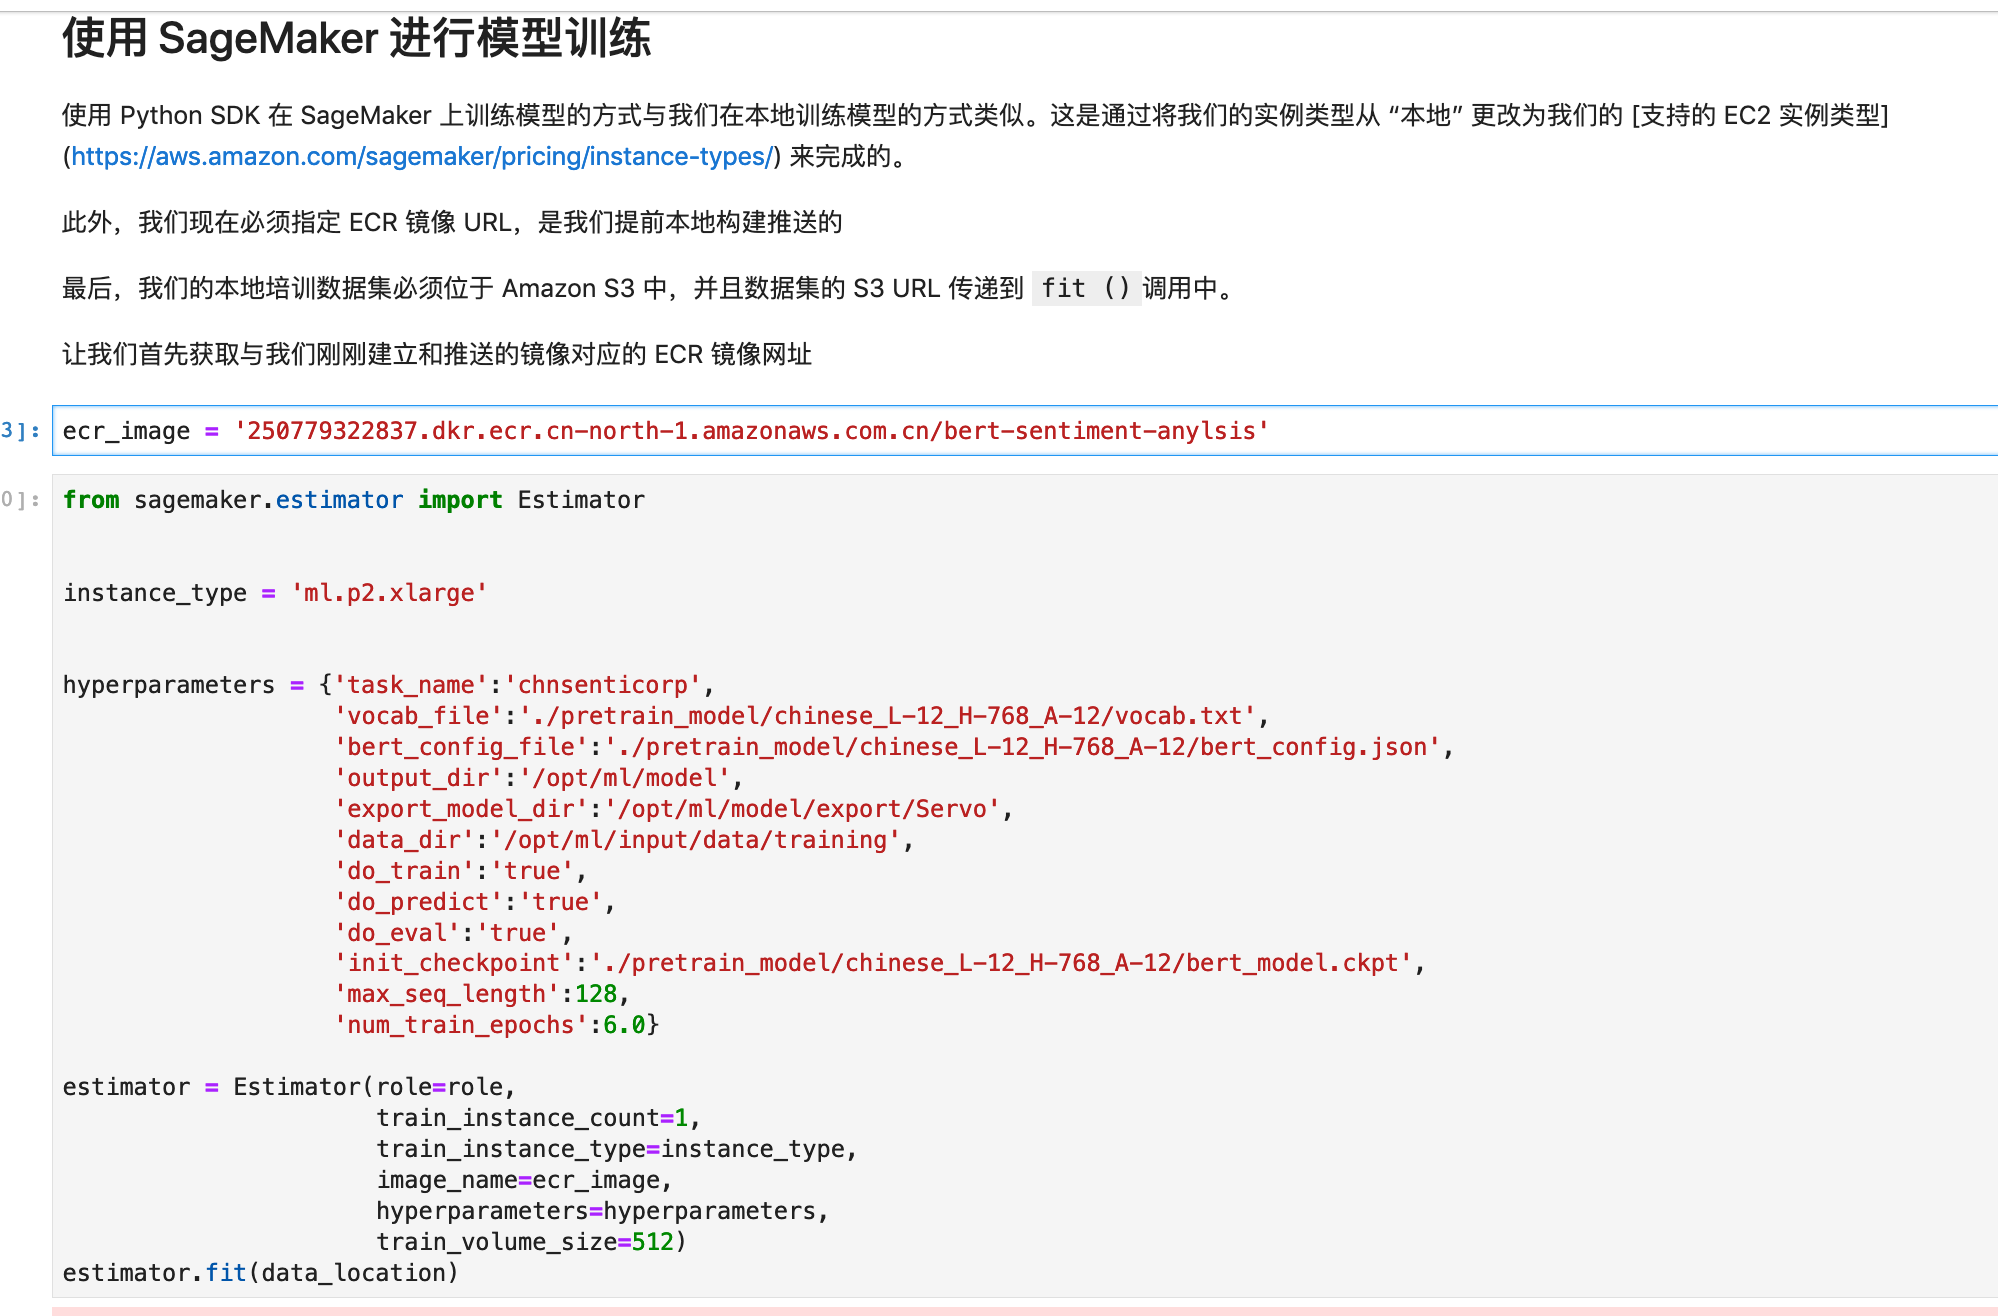 使用 SageMaker 进行模型训练
使用 Python SDK 在 SageMaker 上训练模型的方式与我们在本地训练模型的方式类似。这是通过将我们的实例类型从 “本地” 更改为我们的 [支持的 EC2 实例类型]
(https://aws.amazon.com/sagemaker/pricing/instance-types/) 来完成的。
此外，我们现在必须指定 ECR 镜像 URL，是我们提前本地构建推送的
最后，我们的本地培训数据集必须位于 Amazon S3 中，并且数据集的 S3 URL 传递到 fit () 调用中。
让我们首先获取与我们刚刚建立和推送的镜像对应的 ECR 镜像网址
3]: ecr_image = '250779322837.dkr.ecr.cn-north-1.amazonaws.com.cn/bert-sentiment-anylsis'
0]: from sagemaker.estimator import Estimator
instance_type = 'ml.p2.xlarge'
hyperparameters = {'task_name':'chnsenticorp',
'vocab_file':'./pretrain_model/chinese_L-12_H-768_A-12/vocab.txt',
'bert_config_file':'./pretrain_model/chinese_L-12_H-768_A-12/bert_config.json',
'output_dir':'/opt/ml/model',
'export_model_dir':'/opt/ml/model/export/Servo',
'data_dir':'/opt/ml/input/data/training',
'do_train':'true',
'do_predict':'true',
'do_eval':'true',
'init_checkpoint':'./pretrain_model/chinese_L-12_H-768_A-12/bert_model.ckpt',
'max_seq_length':128,
'num_train_epochs':6.0}
estimator = Estimator(role=role,
train_instance_count=1,
train_instance_type=instance_type,
image_name=ecr_image,
hyperparameters=hyperparameters,
train_volume_size=512)
estimator.fit(data_location)